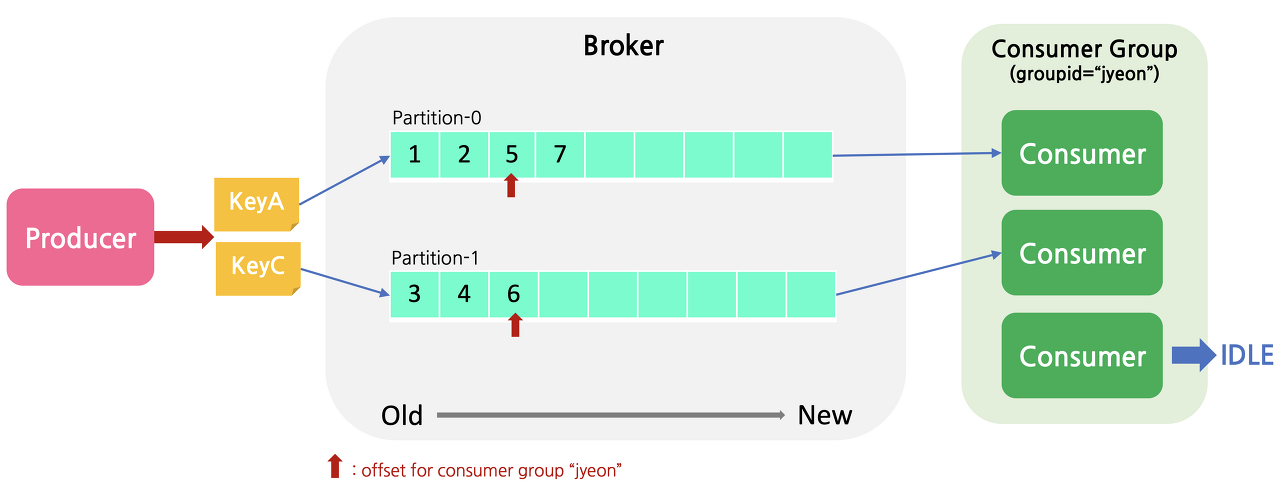 Broker
Consumer Group
(groupid="jyeon")
Partition-0
1 2 5 7
Consumer
KeyA
Producer
KeyC
Partition-1
3 4 6
Consumer
Consumer
IDLE
Old New
: offset for consumer group "jyeon"